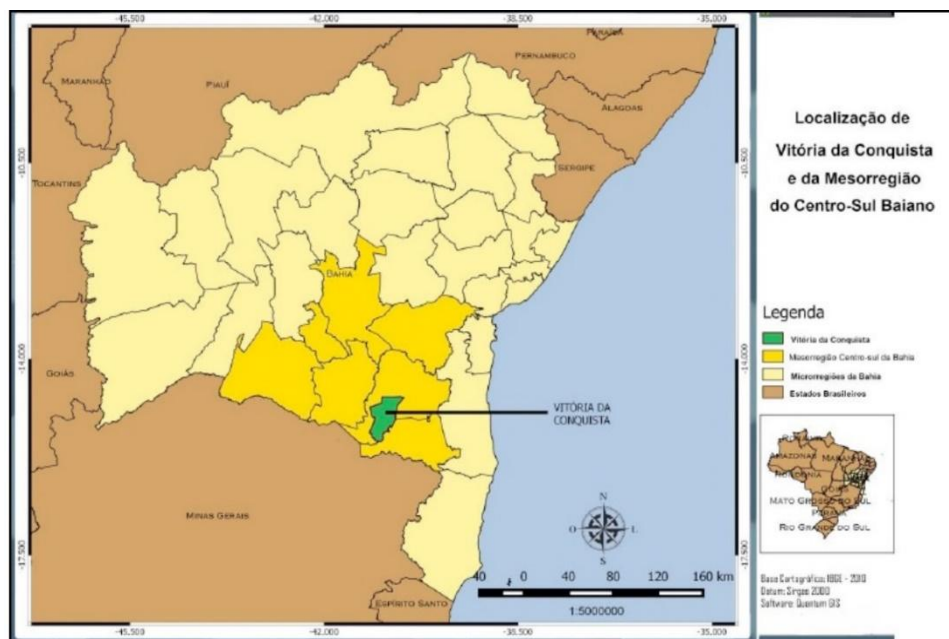 -45.500
-42.000
-38.500
-35.000
PARAÍBA
PERNAMBUCO
MARANHÃO
PIAUÍ
ALAGOAS
-10.500
-10.500
SERGIPE
TOCANTINS
BAHIA
-14.000
-14.000
GOIÁS
VITÓRIA DA
CONQUISTA
MINAS GERAIS
N
O
L
S
-17.500
-17.500
40
0
40
80
120
160 km
1:5000000
ESPÍRITO SANTO
-45.500
-42.000
-38.500
-35.000
Localização de
Vitória da Conquista
e da Mesorregião
do Centro-Sul Baiano
Legenda
Vitória da Conquista
Mesorregião Centro-sul da Bahia
Microrregiões da Bahia
Estados Brasileiros
AMAZONAS
MARANHÃO
RONDÔNIA
GOIÁS
MATO GROSSO DO SUL
PARANÁ
RIO GRANDE DO SUL
Datum: Sirgas 2000
Software: Quantum GIS